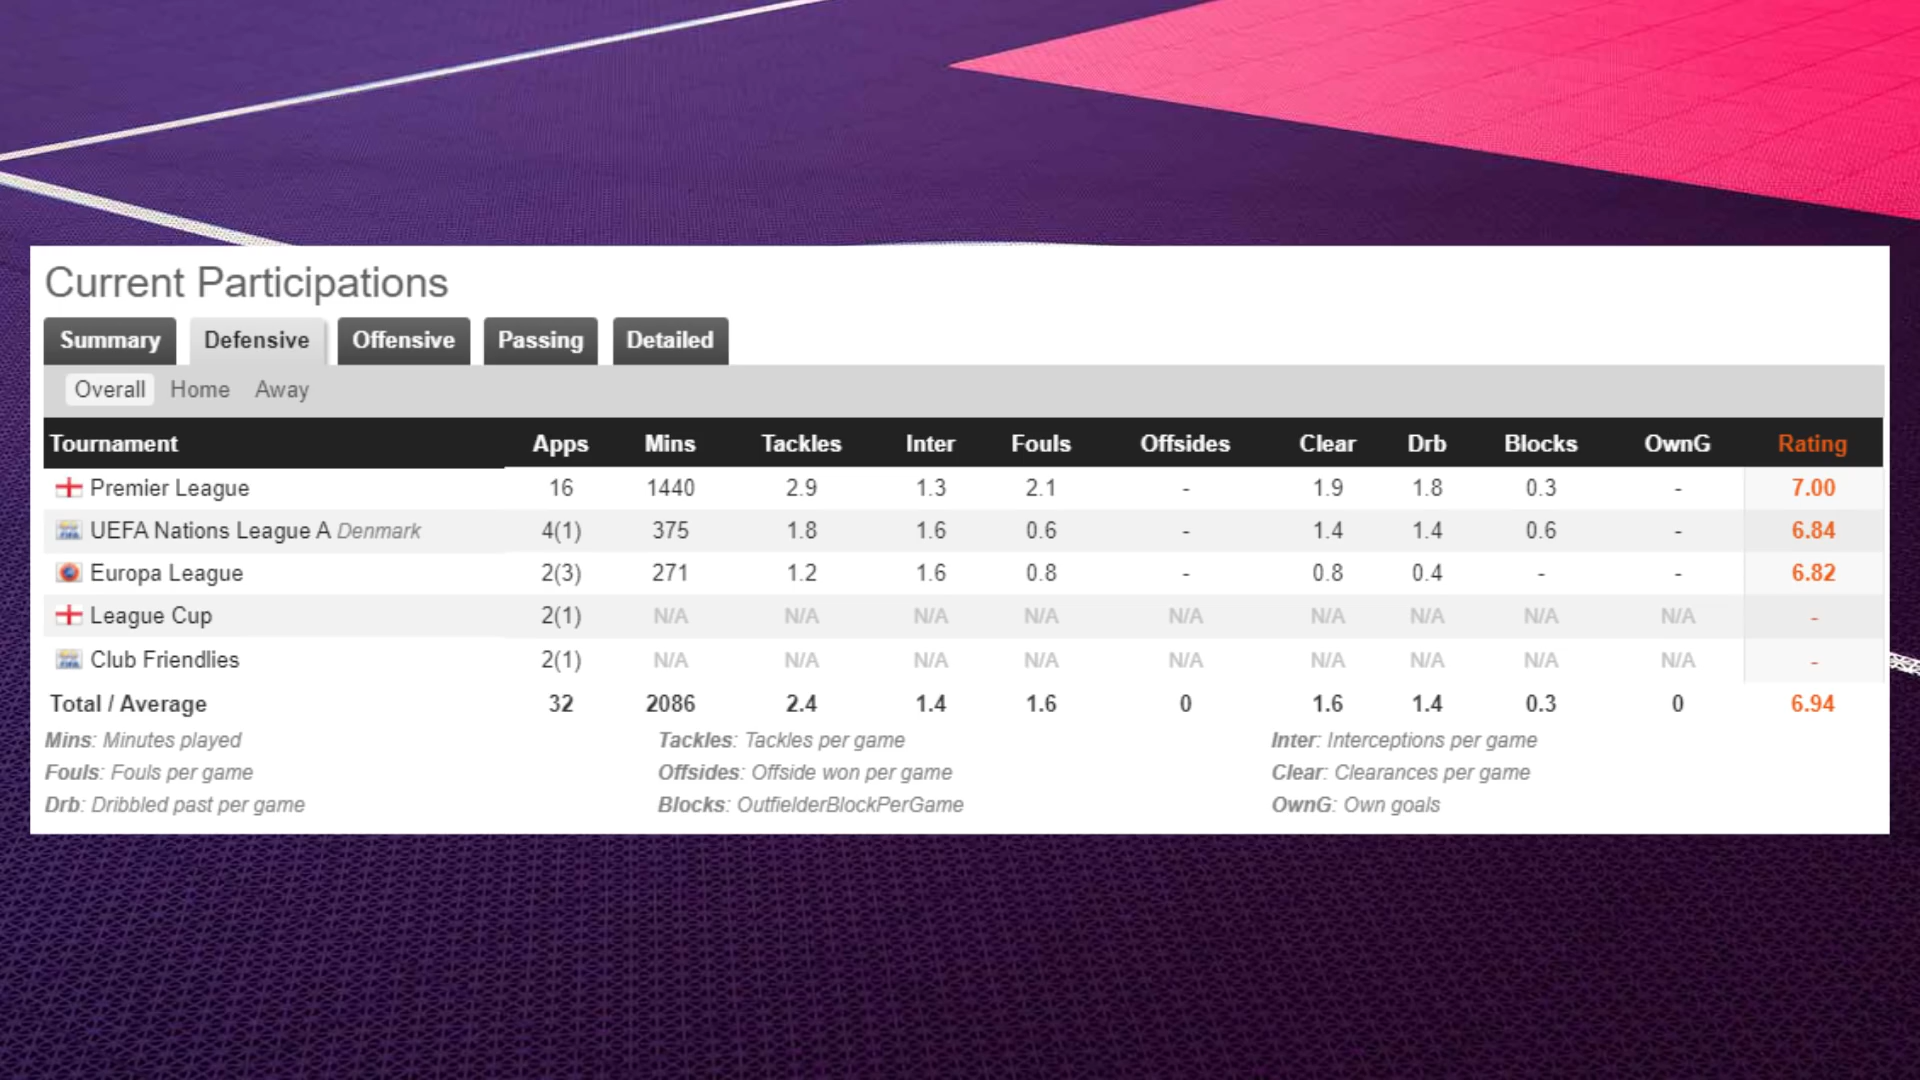 Current Participations
Summary Defensive Offensive Passing Detailed
Overall Home Away
Tournament Apps Mins Tackles Inter Fouls Offsides Clear Drb Blocks OwnG Rating
Premier League 16 1440 2.9 1.3 2.1 - 1.9 1.8 0.3 - 7.00
UEFA Nations League A Denmark 4(1) 375 1.8 1.6 0.6 - 1.4 1.4 0.6 - 6.84
Europa League 2(3) 271 1.2 1.6 0.8 - 0.8 0.4 - - 6.82
League Cup 2(1) N/A N/A N/A N/A N/A N/A N/A N/A N/A -
Club Friendlies 2(1) N/A N/A N/A N/A N/A N/A N/A N/A N/A -
Total / Average 32 2086 2.4 1.4 1.6 0 1.6 1.4 0.3 0 6.94
Mins: Minutes played Tackles: Tackles per game Inter: Interceptions per game
Fouls: Fouls per game Offsides: Offside won per game Clear: Clearances per game
Drb: Dribbled past per game Blocks: OutfielderBlockPerGame OwnG: Own goals